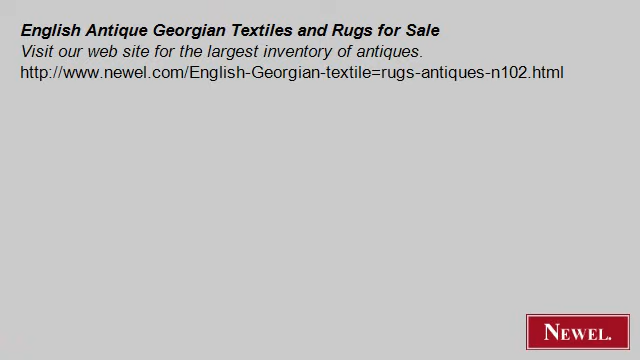 English Antique Georgian Textiles and Rugs for Sale
Visit our web site for the largest inventory of antiques.
http://www.newel.com/English-Georgian-textile=rugs-antiques-n102.html
NEWEL.